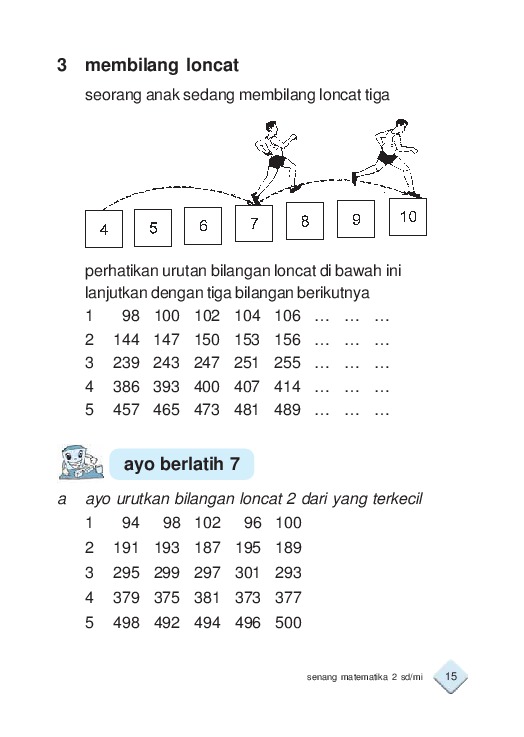 3 membilang loncat
seorang anak sedang membilang loncat tiga
4 5 6 7 8 9 10
perhatikan urutan bilangan loncat di bawah ini
lanjutkan dengan tiga bilangan berikutnya
1 98 100 102 104 106 … … …
2 144 147 150 153 156 … … …
3 239 243 247 251 255 … … …
4 386 393 400 407 414 … … …
5 457 465 473 481 489 … … …
ayo berlatih 7
a ayo urutkan bilangan loncat 2 dari yang terkecil
1 94 98 102 96 100
2 191 193 187 195 189
3 295 299 297 301 293
4 379 375 381 373 377
5 498 492 494 496 500
senang matematika 2 sd/mi 15